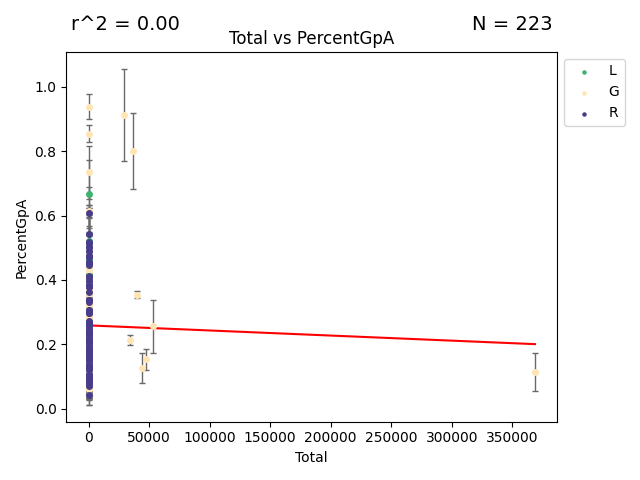 r^2 = 0.00
N = 223
Total vs PercentGpA
1.0
0.8
0.6
0.4
0.2
0.0
PercentGpA
0 50000 100000 150000 200000 250000 300000 350000
Total
L
G
R